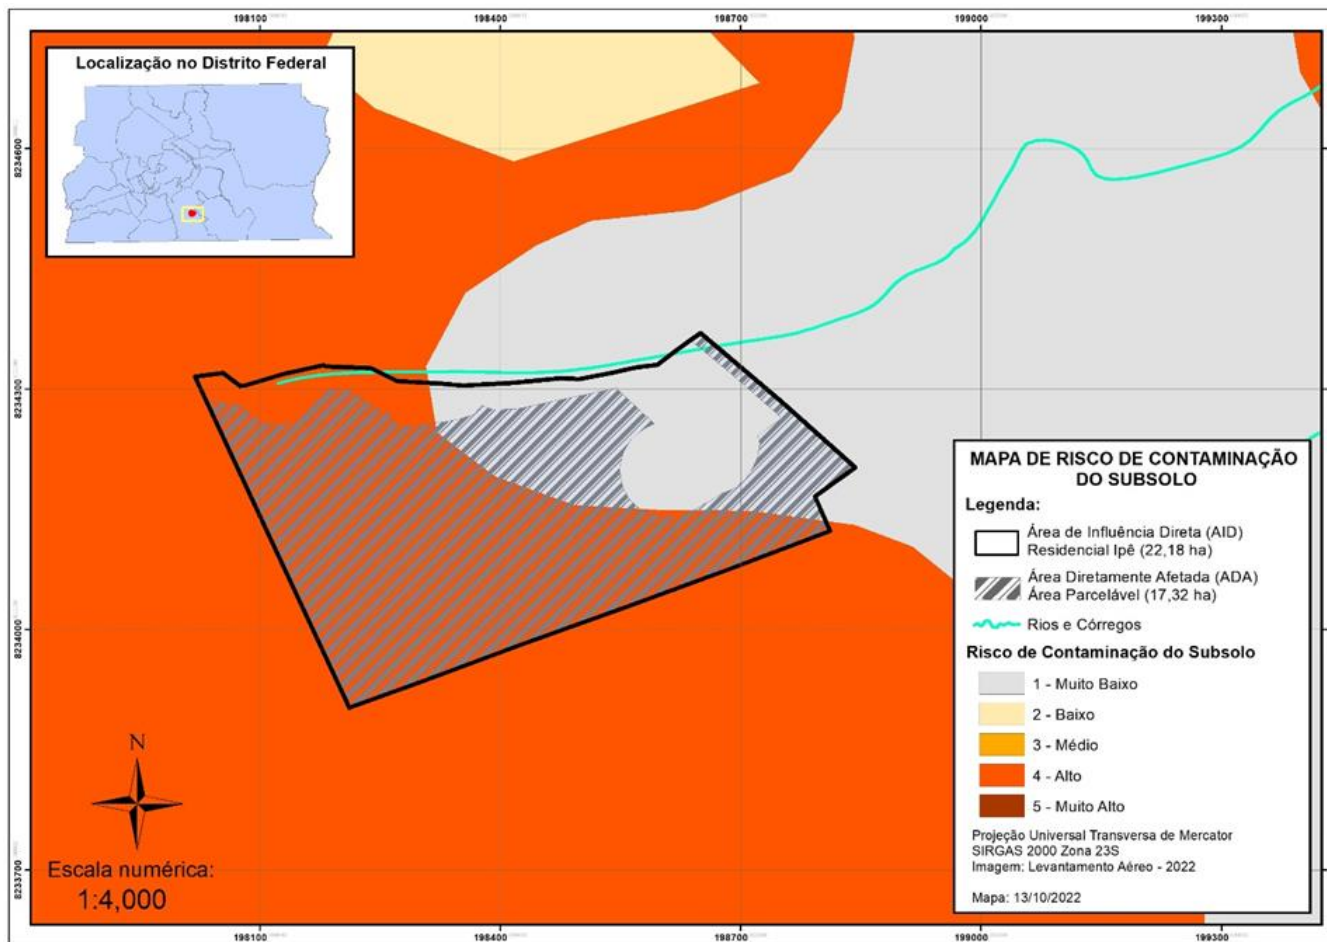 198100 198400 198700 199000 199300
Localização no Distrito Federal
8234600
8234300
8234000
8233700
MAPA DE RISCO DE CONTAMINAÇÃO
DO SUBSOLO
Legenda:
Área de Influência Direta (AID)
Residencial Ipê (22,18 ha)
Área Diretamente Afetada (ADA)
Área Parcelável (17,32 ha)
Rios e Córregos
Risco de Contaminação do Subsolo
1 - Muito Baixo
2 - Baixo
3 - Médio
4 - Alto
5 - Muito Alto
Projeção Universal Transversa de Mercator
SIRGAS 2000 Zona 23S
Imagem: Levantamento Aéreo - 2022
Mapa: 13/10/2022
N
Escala numérica:
1:4,000
198100 198400 198700 199000 199300